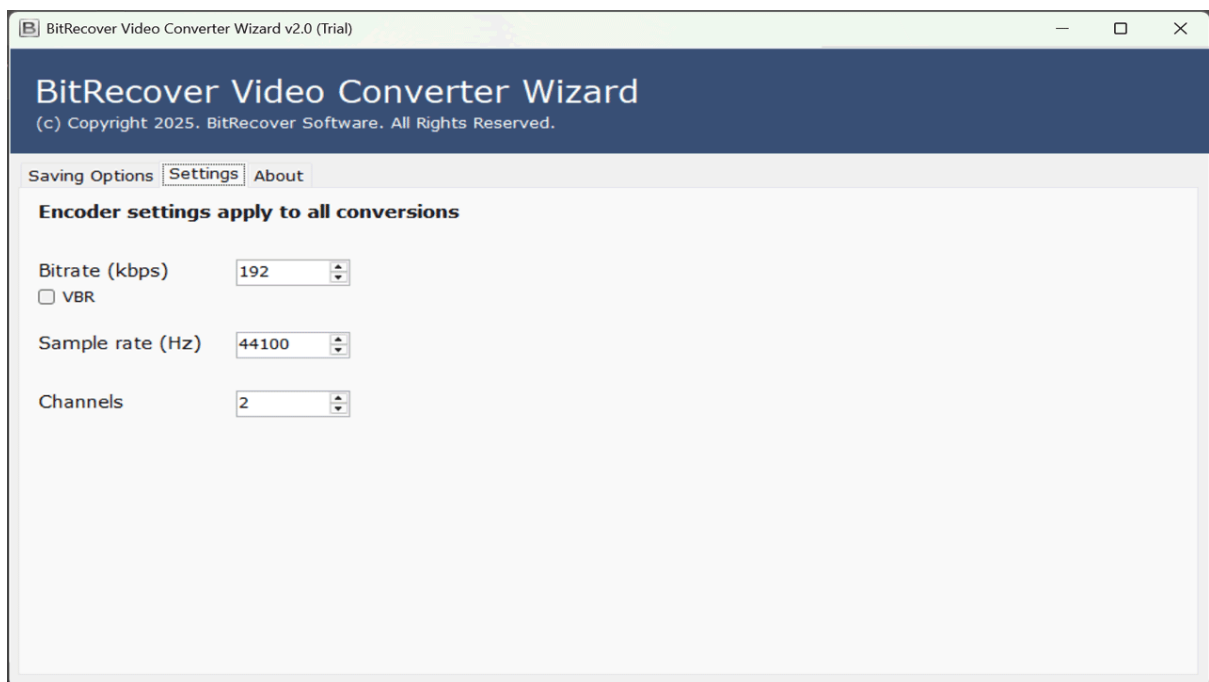 BitRecover Video Converter Wizard v2.0 (Trial)
BitRecover Video Converter Wizard
(c) Copyright 2025. BitRecover Software. All Rights Reserved.
Saving Options Settings About
Encoder settings apply to all conversions
Bitrate (kbps) 192
VBR
Sample rate (Hz) 44100
Channels 2